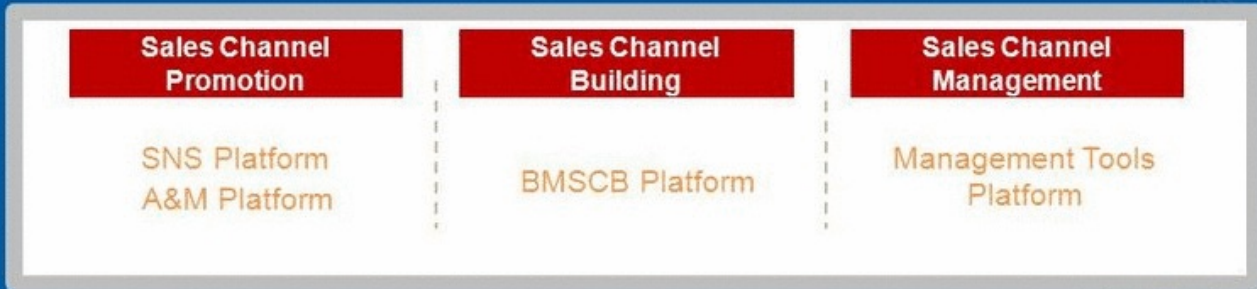 Sales Channel
Promotion
SNS Platform
A&M Platform
Sales Channel
Building
BMSCB Platform
Sales Channel
Management
Management Tools
Platform